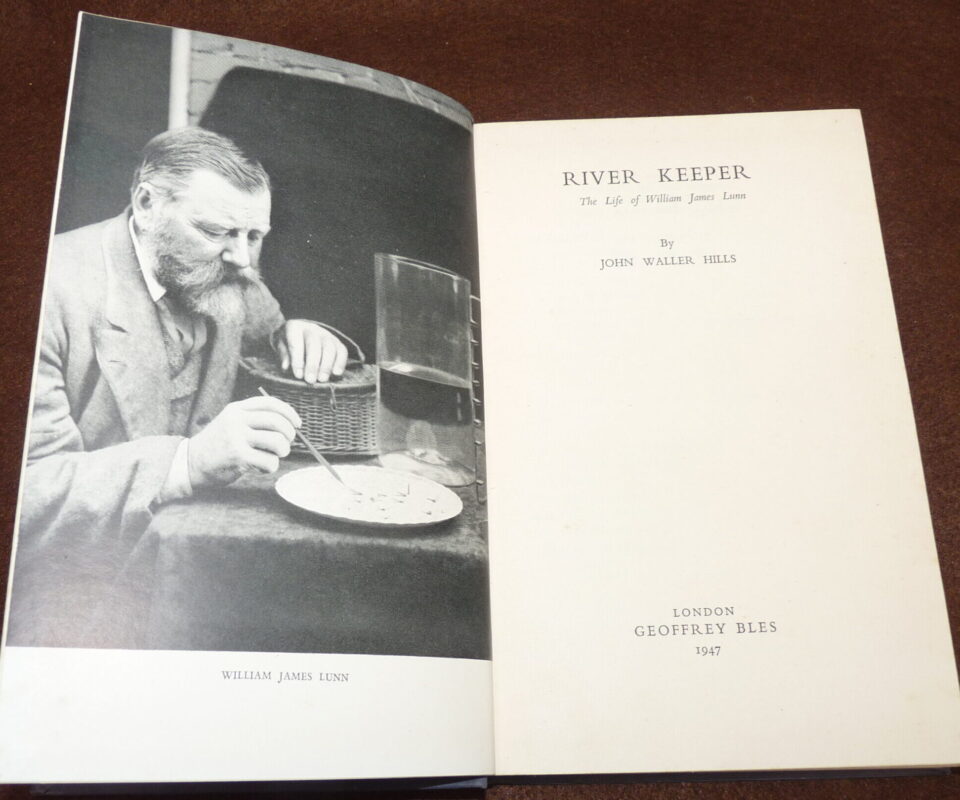 WILLIAM JAMES LUNN
RIVER KEEPER
The Life of William James Lunn
By
JOHN WALLER HILLS
LONDON
GEOFFREY BLES
1947